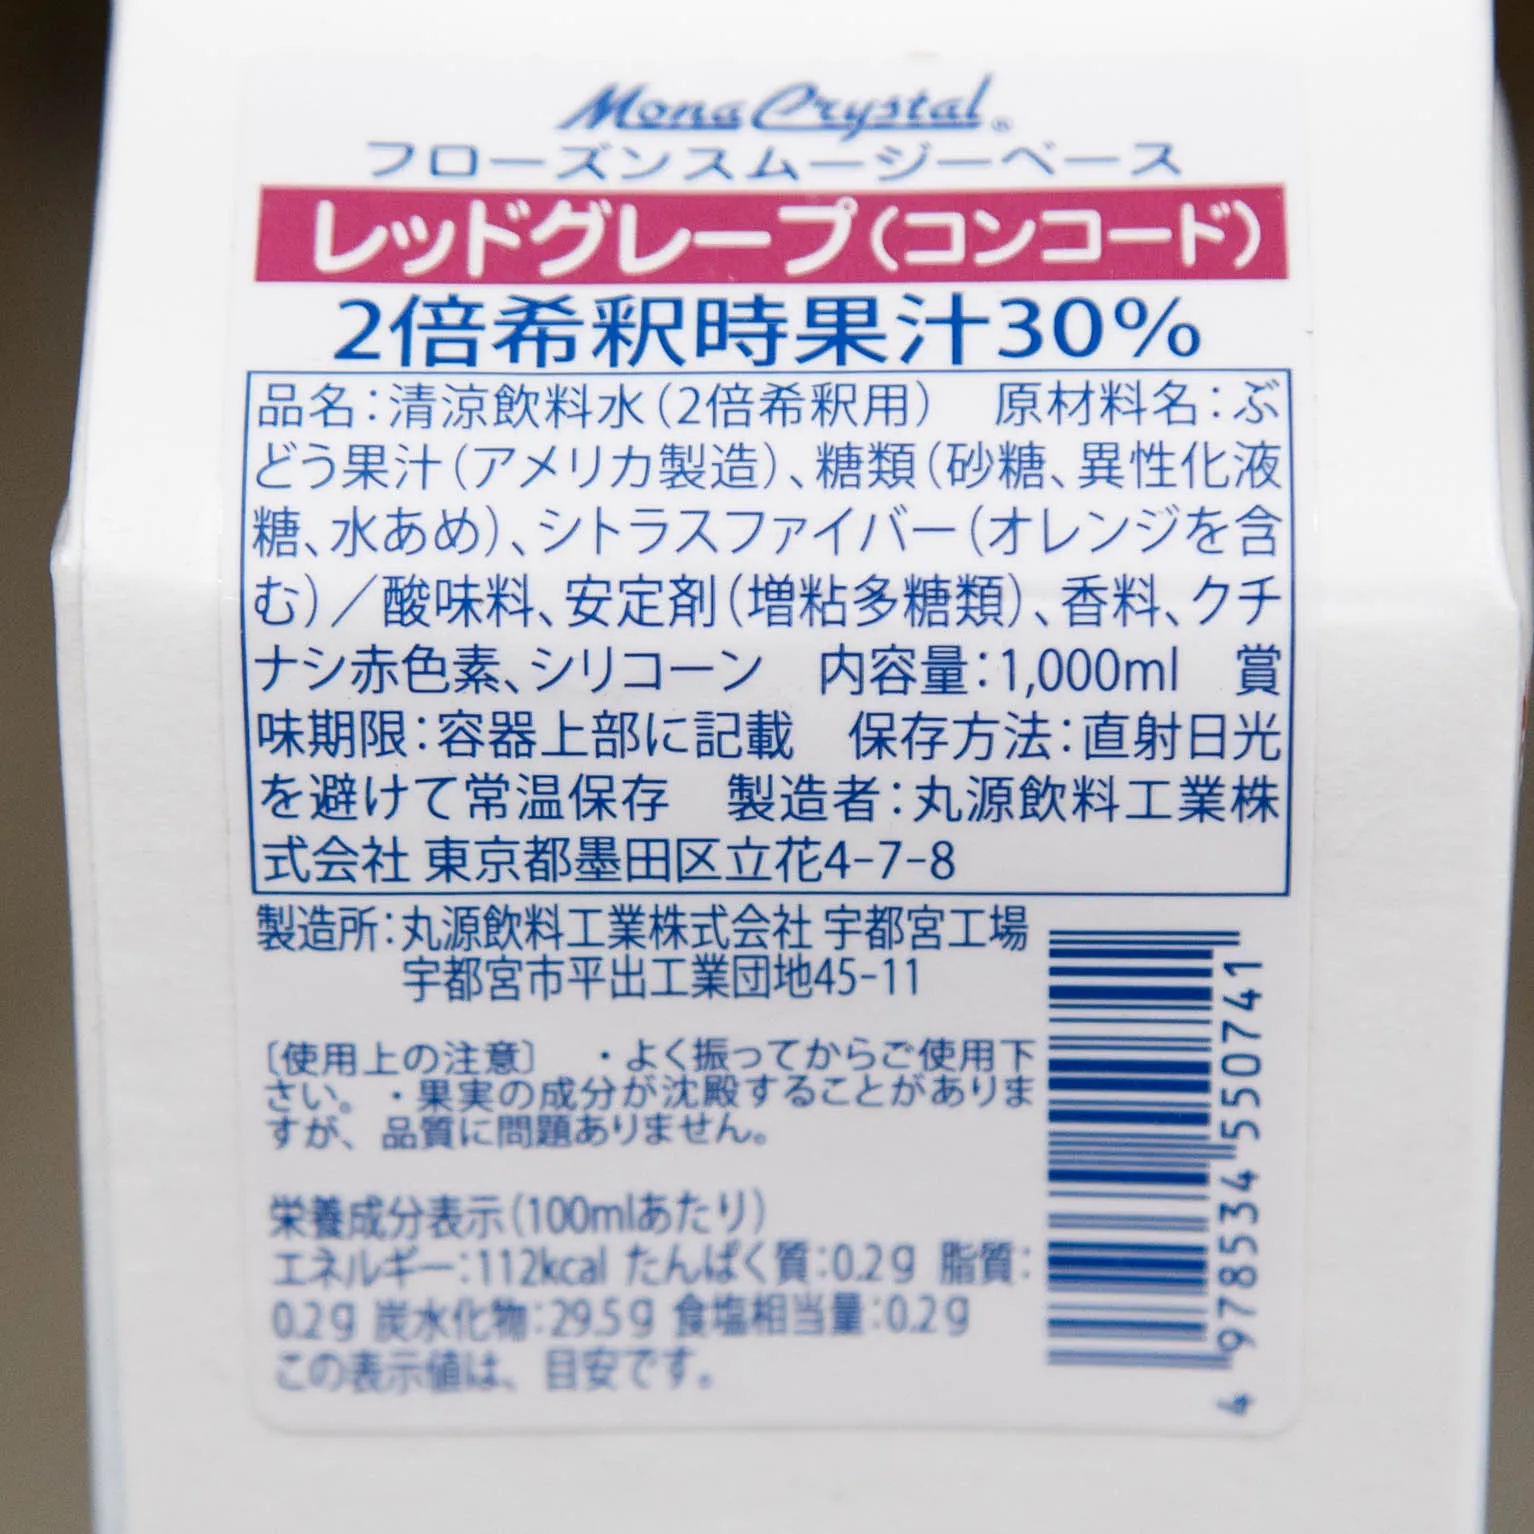 Mona Crystal®
フローズンスムージーベース
レッドグレープ(コンコード)
2倍希釈時果汁30%
品名:清涼飲料水(2倍希釈用) 原材料名:ぶ
どう果汁(アメリカ製造)、糖類(砂糖、異性化液
糖、水あめ)、シトラスファイバー(オレンジを含
む)/酸味料、安定剤(増粘多糖類)、香料、クチ
ナシ赤色素、シリコーン 内容量:1,000ml 賞
味期限:容器上部に記載 保存方法:直射日光
を避けて常温保存 製造者:丸源飲料工業株
式会社 東京都墨田区立花4-7-8
製造所:丸源飲料工業株式会社 宇都宮工場
宇都宮市平出工業団地45-11
〔使用上の注意〕 ・よく振ってからご使用下
さい。・果実の成分が沈殿することがありま
すが、品質に問題ありません。
栄養成分表示(100mlあたり)
エネルギー:112kcal たんぱく質:0.2g 脂質:
0.2g 炭水化物:29.5g 食塩相当量:0.2g
この表示値は、目安です。
4 978534 550741